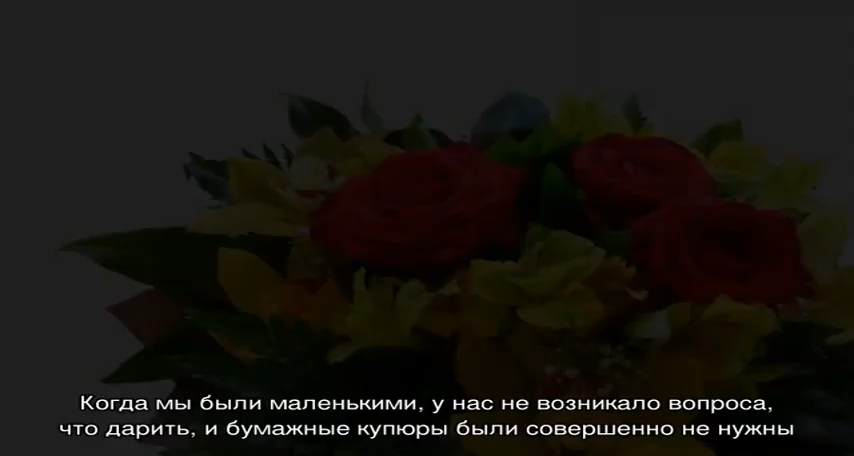 Когда мы были маленькими, у нас не возникало вопроса,
что дарить, и бумажные купюры были совершенно не нужны